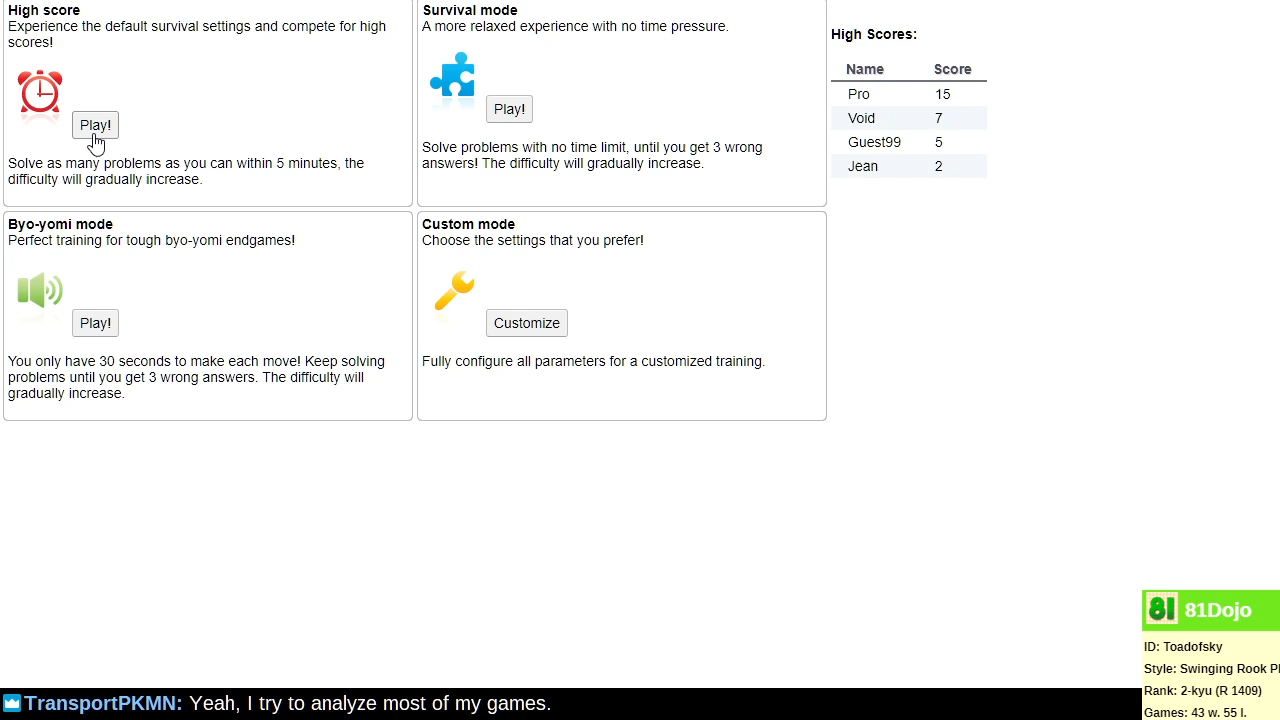 High score
Experience the default survival settings and compete for high
scores!
Play!
Solve as many problems as you can within 5 minutes, the
difficulty will gradually increase.
Survival mode
A more relaxed experience with no time pressure.
Play!
Solve problems with no time limit, until you get 3 wrong
answers! The difficulty will gradually increase.
Byo-yomi mode
Perfect training for tough byo-yomi endgames!
Play!
You only have 30 seconds to make each move! Keep solving
problems until you get 3 wrong answers. The difficulty will
gradually increase.
Custom mode
Choose the settings that you prefer!
Customize
Fully configure all parameters for a customized training.
High Scores:
Name Score
Pro 15
Void 7
Guest99 5
Jean 2
81 81Dojo
ID: Toadofsky
Style: Swinging Rook
Rank: 2-kyu (R 1409)
Games: 43 w. 55 l.
TransportPKMN: Yeah, I try to analyze most of my games.